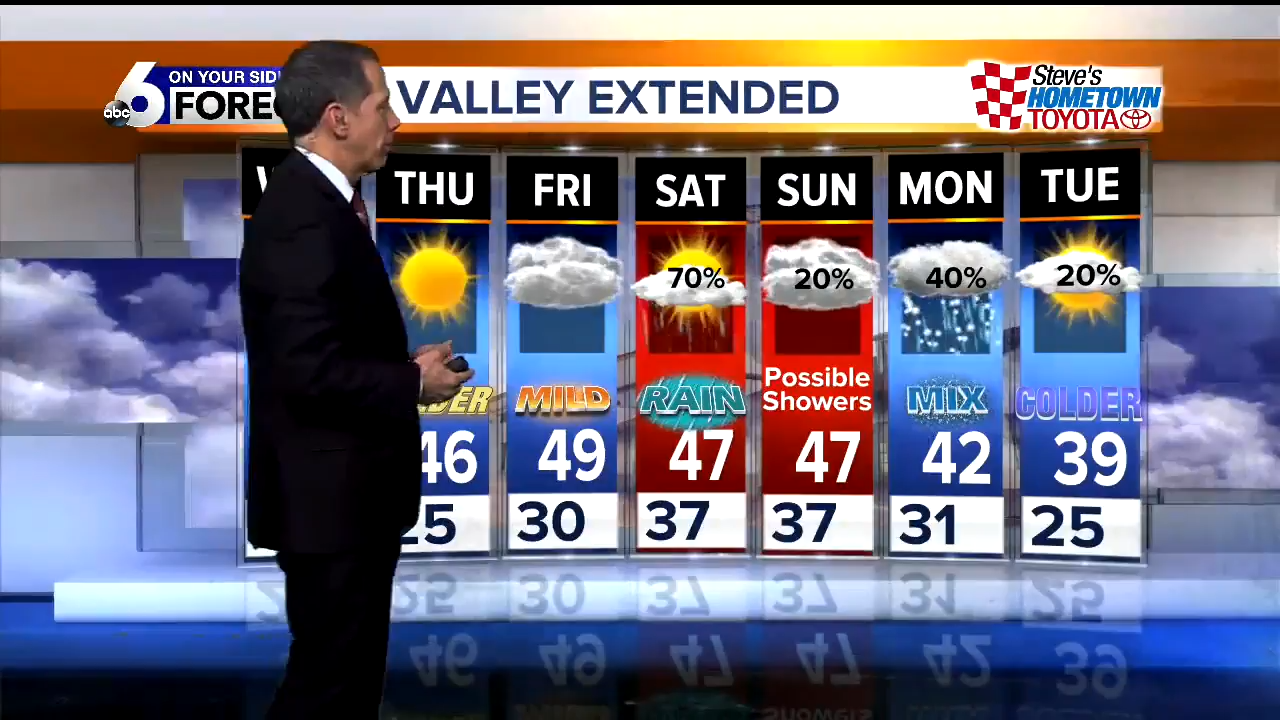 abc 6 ON YOUR SIDE
FOREC
VALLEY EXTENDED
Steve's
HOMETOWN
TOYOTA
THU FRI SAT SUN MON TUE
70% 20% 40% 20%
MILD RAIN Possible Showers MIX COLDER
46 49 47 47 42 39
25 30 37 37 31 25